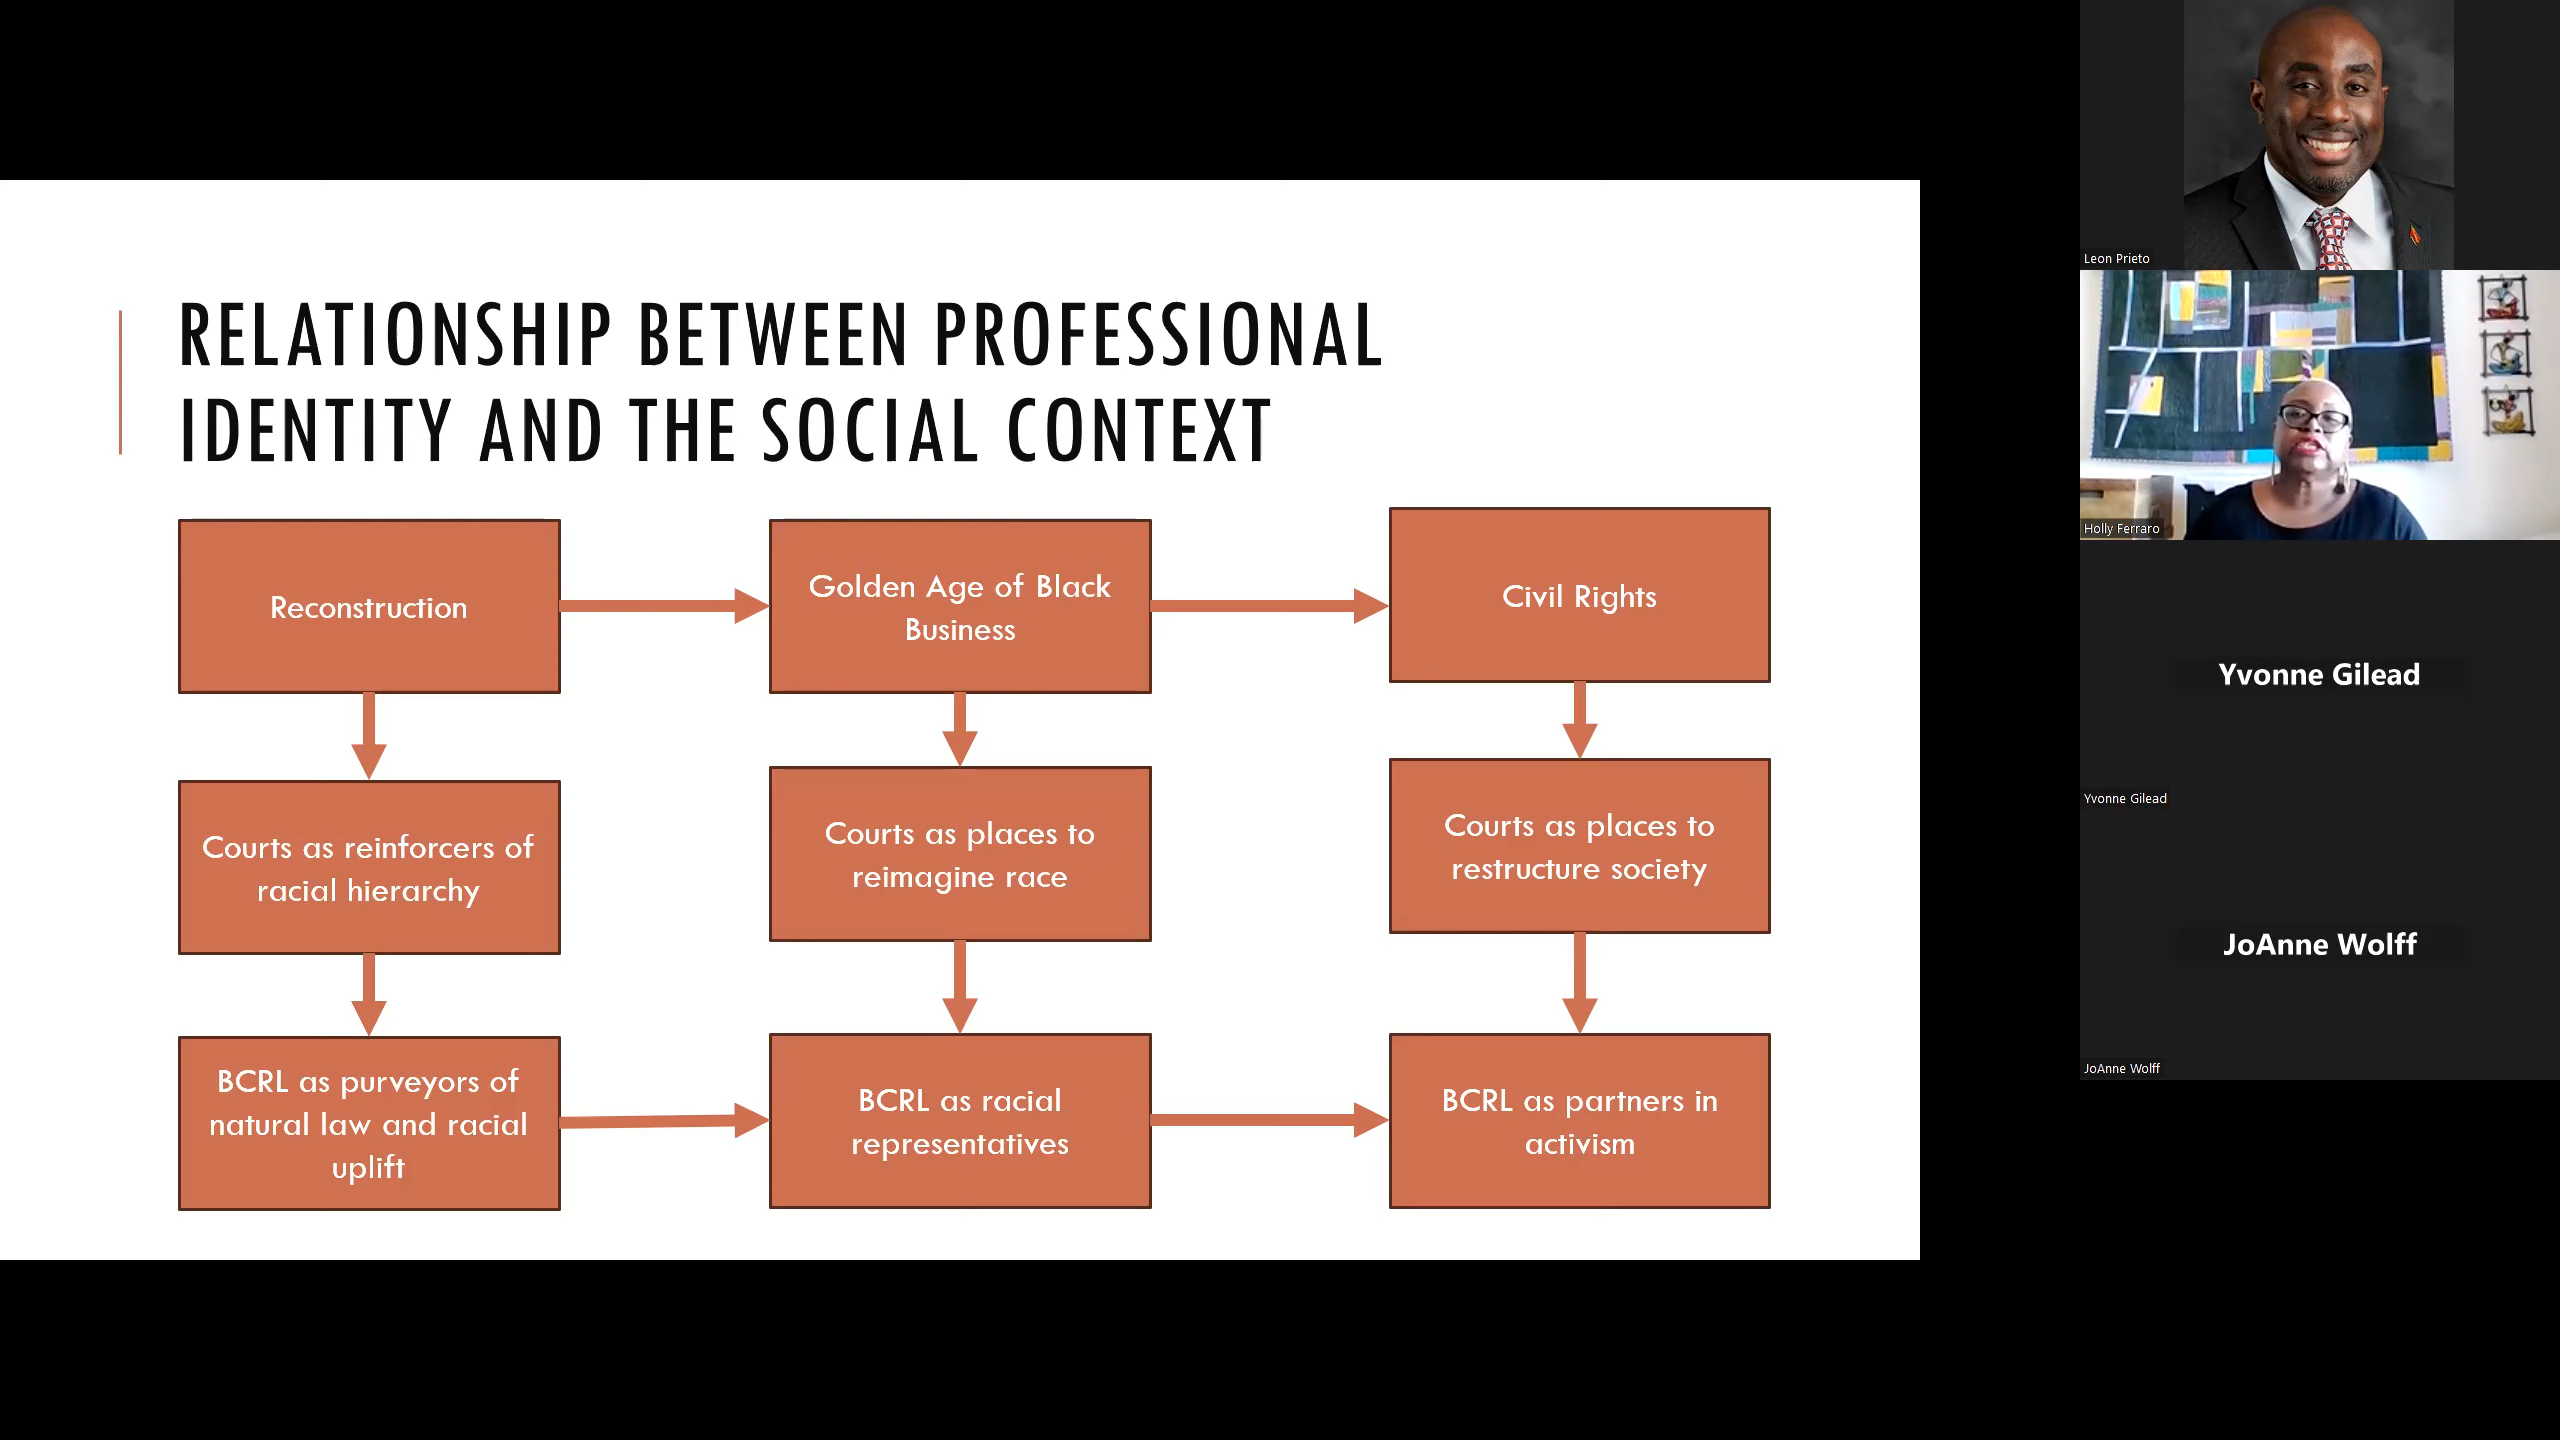 RELATIONSHIP BETWEEN PROFESSIONAL
IDENTITY AND THE SOCIAL CONTEXT
Reconstruction
Golden Age of Black
Business
Civil Rights
Courts as reinforcers of
racial hierarchy
Courts as places to
reimagine race
Courts as places to
restructure society
BCRL as purveyors of
natural law and racial
uplift
BCRL as racial
representatives
BCRL as partners in
activism
Leon Prieto
Holly Ferraro
Yvonne Gilead
Yvonne Gilead
JoAnne Wolff
JoAnne Wolff